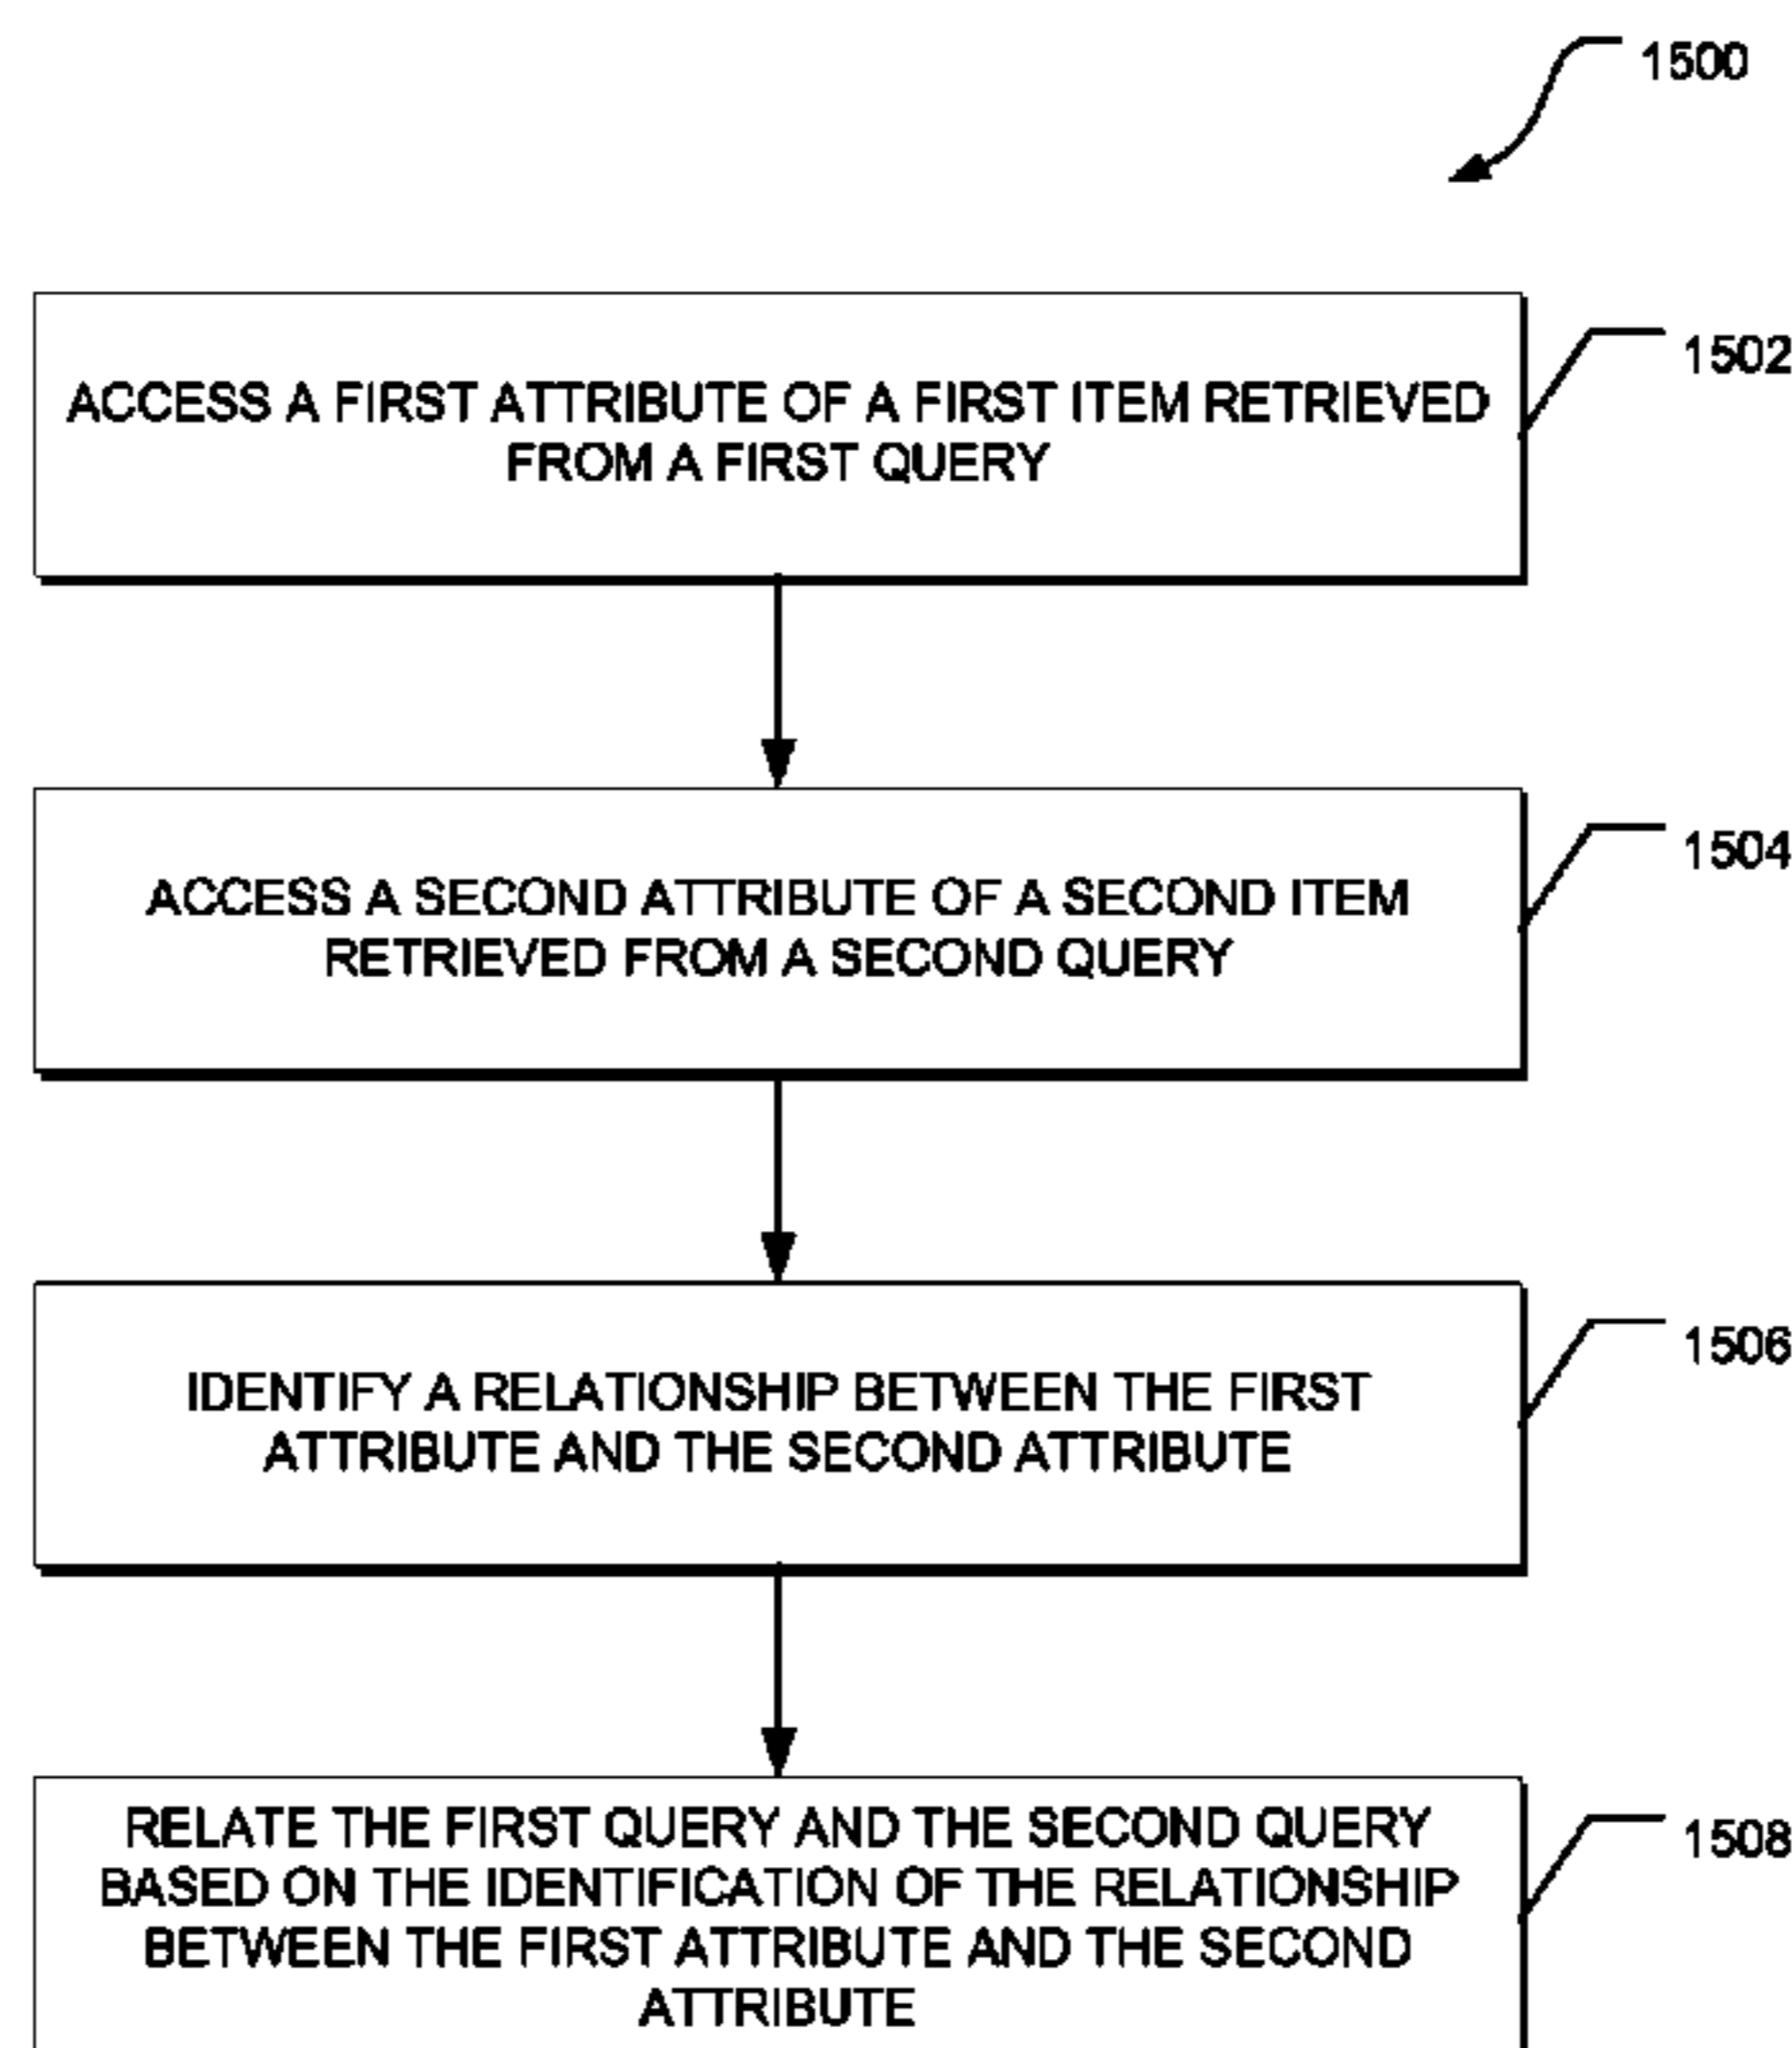 1500
1502
ACCESS A FIRST ATTRIBUTE OF A FIRST ITEM RETRIEVED
FROM A FIRST QUERY
1504
ACCESS A SECOND ATTRIBUTE OF A SECOND ITEM
RETRIEVED FROM A SECOND QUERY
1506
IDENTIFY A RELATIONSHIP BETWEEN THE FIRST
ATTRIBUTE AND THE SECOND ATTRIBUTE
1508
RELATE THE FIRST QUERY AND THE SECOND QUERY
BASED ON THE IDENTIFICATION OF THE RELATIONSHIP
BETWEEN THE FIRST ATTRIBUTE AND THE SECOND
ATTRIBUTE